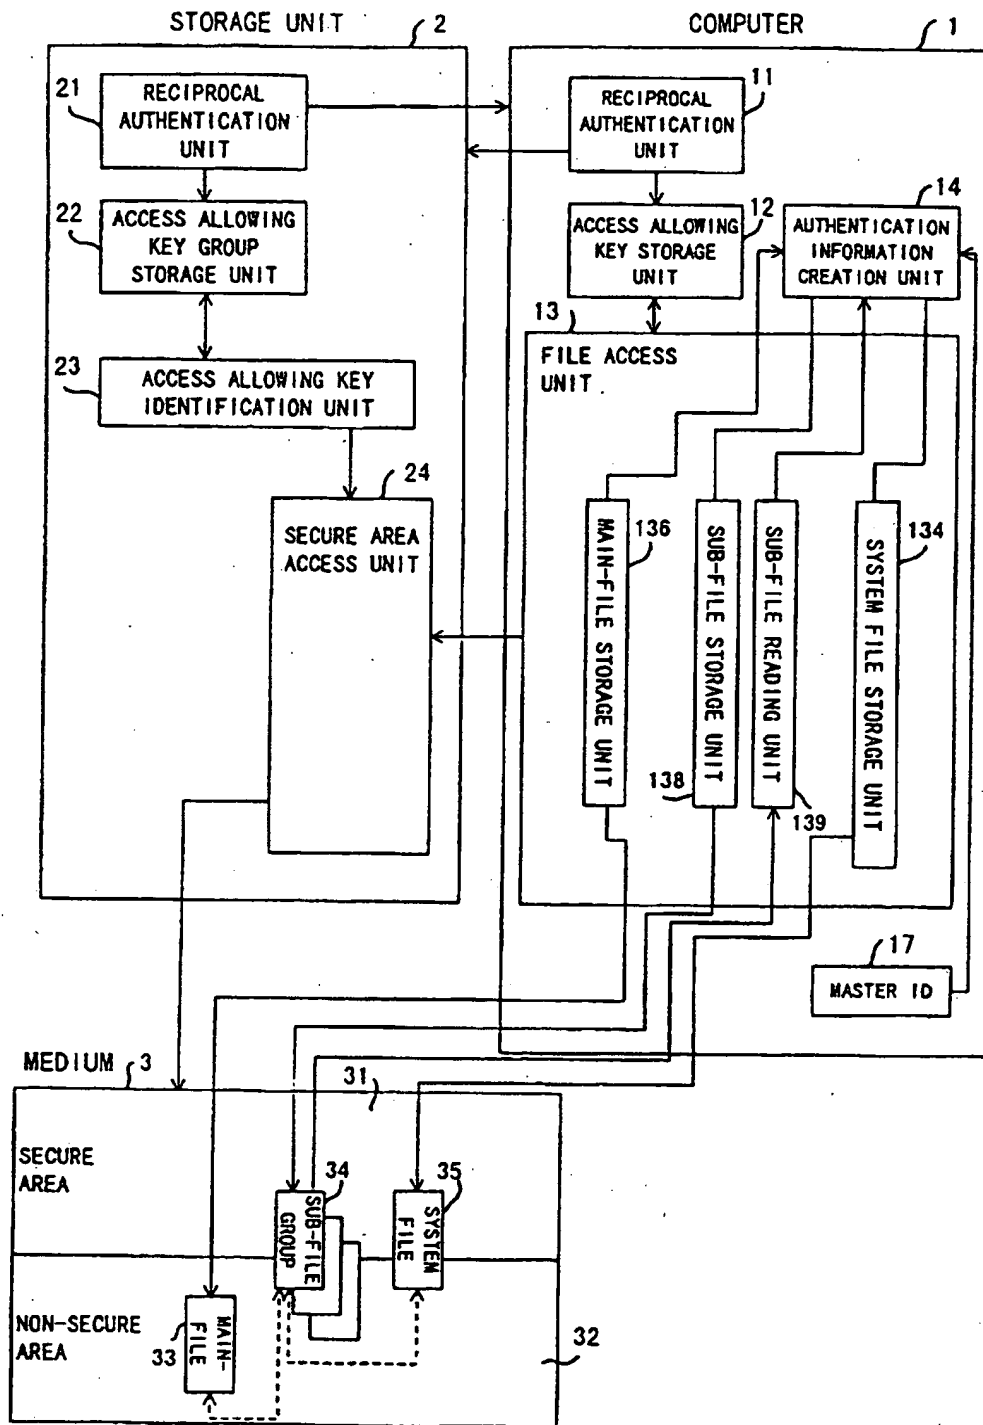 STORAGE UNIT
2
COMPUTER
1
21
RECIPROCAL
AUTHENTICATION
UNIT
11
RECIPROCAL
AUTHENTICATION
UNIT
22
ACCESS ALLOWING
KEY GROUP
STORAGE UNIT
12
ACCESS ALLOWING
KEY STORAGE
UNIT
14
AUTHENTICATION
INFORMATION
CREATION UNIT
23
ACCESS ALLOWING KEY
IDENTIFICATION UNIT
13
FILE ACCESS
UNIT
24
SECURE AREA
ACCESS UNIT
MAIN-FILE STORAGE UNIT
136
SUB-FILE STORAGE UNIT
138
SUB-FILE READING UNIT
139
SYSTEM FILE STORAGE UNIT
134
17
MASTER ID
MEDIUM
3
31
SECURE
AREA
34
SUB-FILE
GROUP
35
SYSTEM
FILE
NON-SECURE
AREA
33
MAIN-
FILE
32